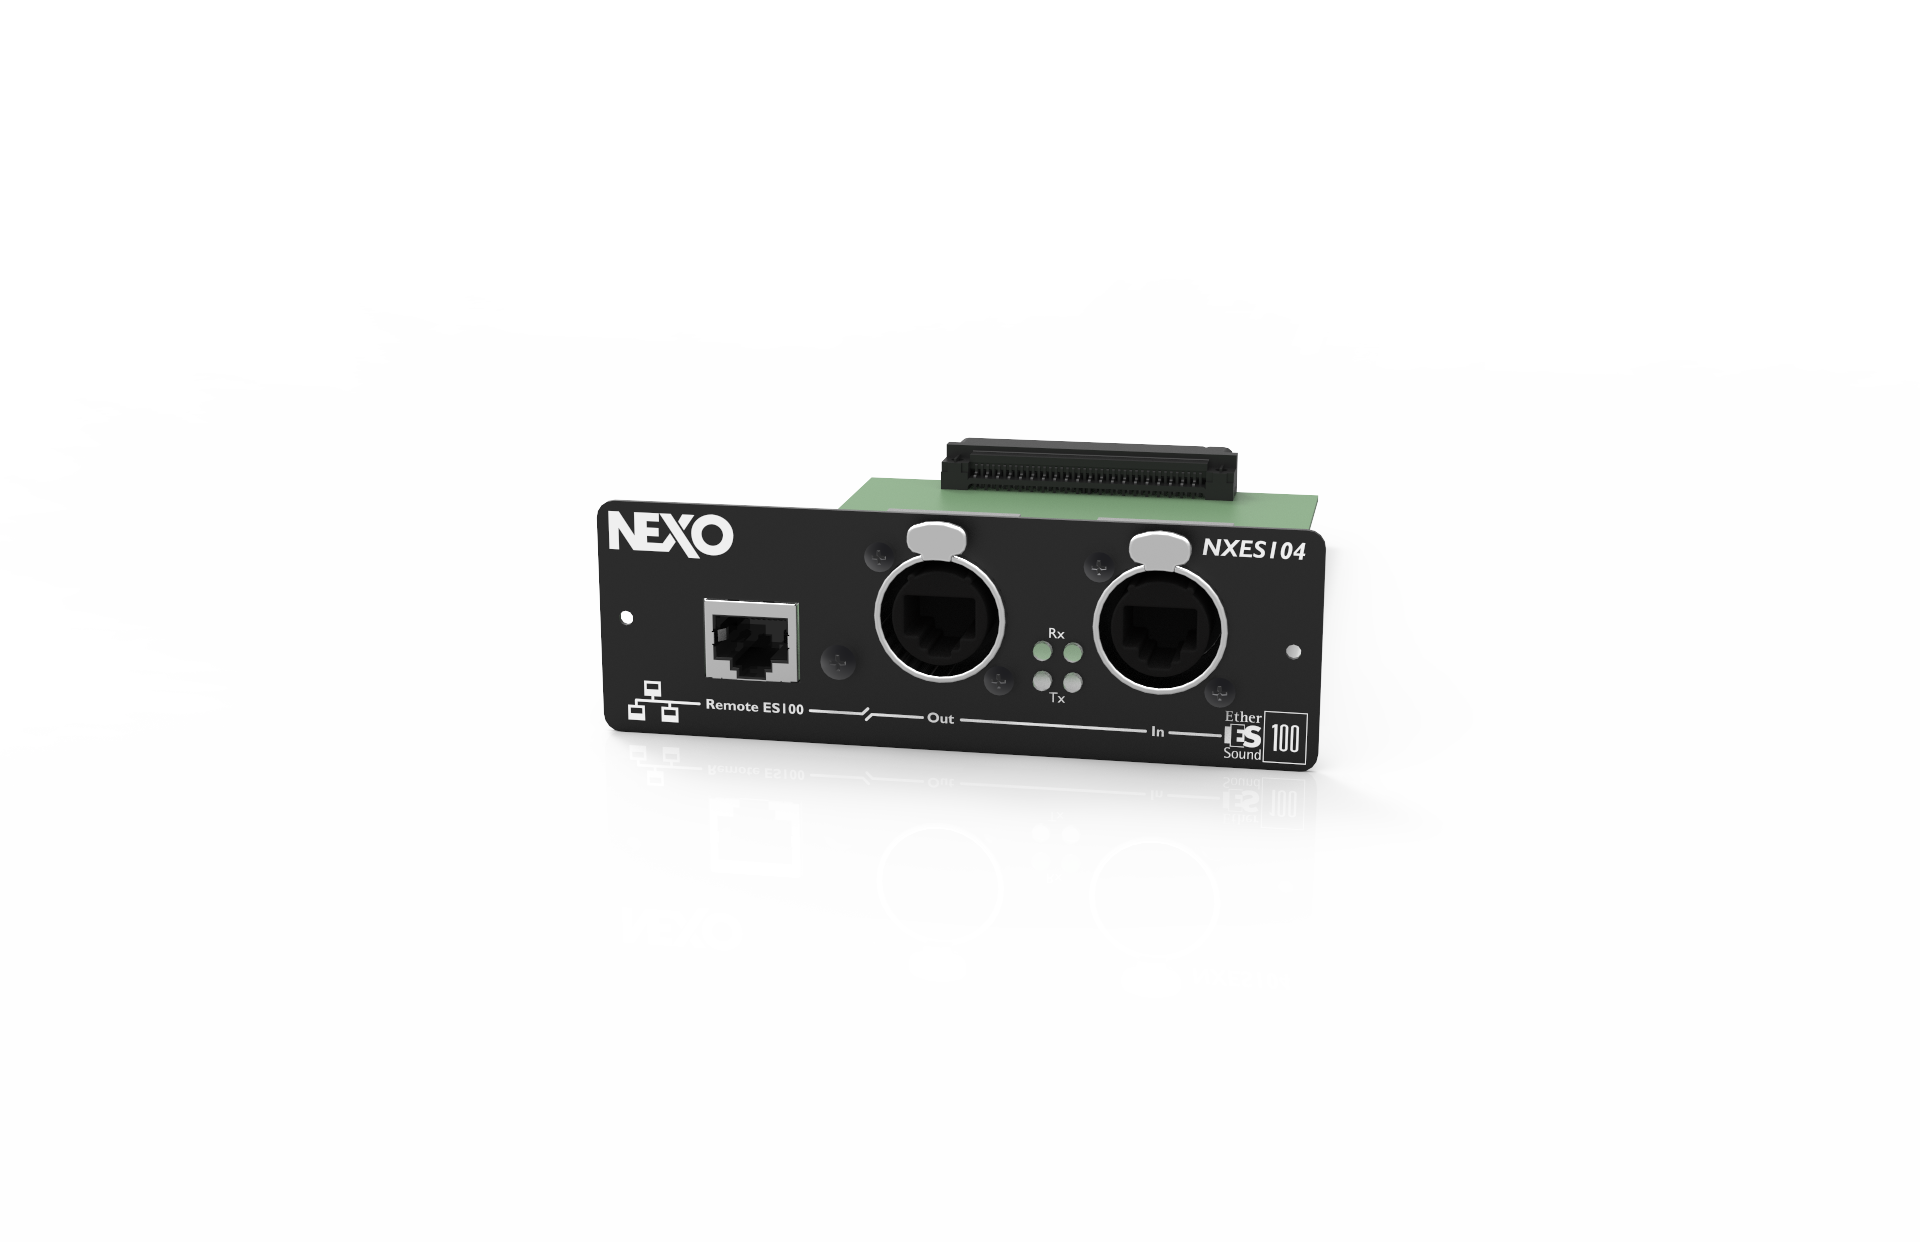 NEXO
NXES104
Rx
Tx
Remote ES100
Out
In
Ether
ES
Sound
100